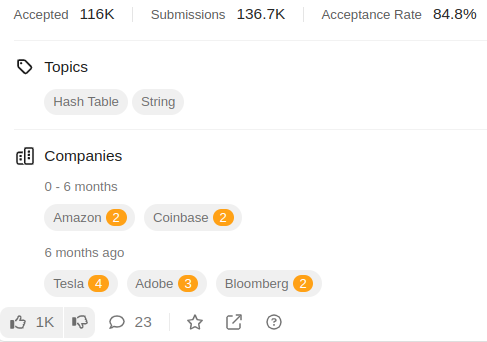 Accepted 116K Submissions 136.7K Acceptance Rate 84.8%
Topics
Hash Table String
Companies
0 - 6 months
Amazon 2 Coinbase 2
6 months ago
Tesla 4 Adobe 3 Bloomberg 2
1K 23